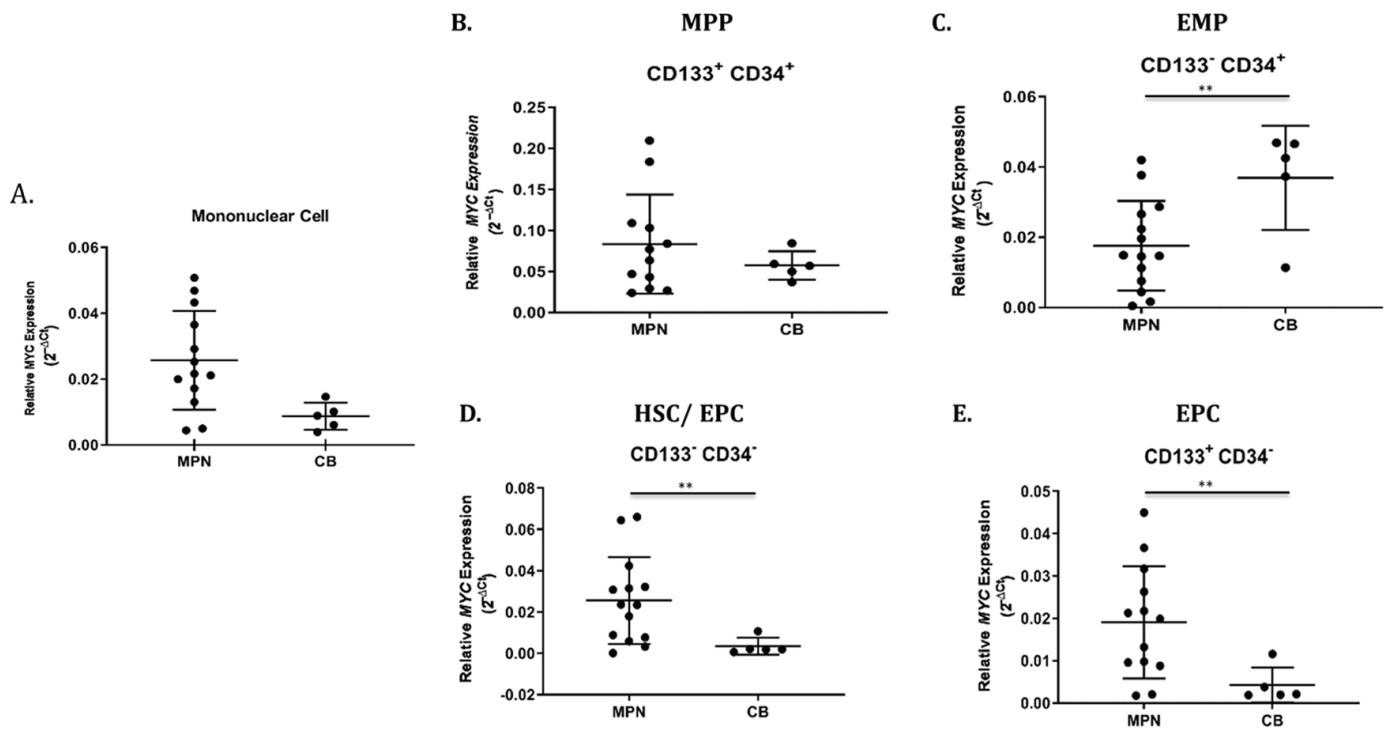 A.
Mononuclear Cell
Relative MYC Expression
(2^-ΔCt)
0.06
0.04
0.02
0.00
MPN CB
B. MPP
CD133+ CD34+
Relative MYC Expression
(2^-ΔCt)
0.25
0.20
0.15
0.10
0.05
0.00
MPN CB
C. EMP
CD133- CD34+
**
Relative MYC Expression
(2^-ΔCt)
0.06
0.04
0.02
0.00
MPN CB
D. HSC/ EPC
CD133- CD34-
**
Relative MYC Expression
(2^-ΔCt)
0.08
0.06
0.04
0.02
0.00
-0.02
MPN CB
E. EPC
CD133+ CD34-
**
Relative MYC Expression
(2^-ΔCt)
0.05
0.04
0.03
0.02
0.01
0.00
MPN CB